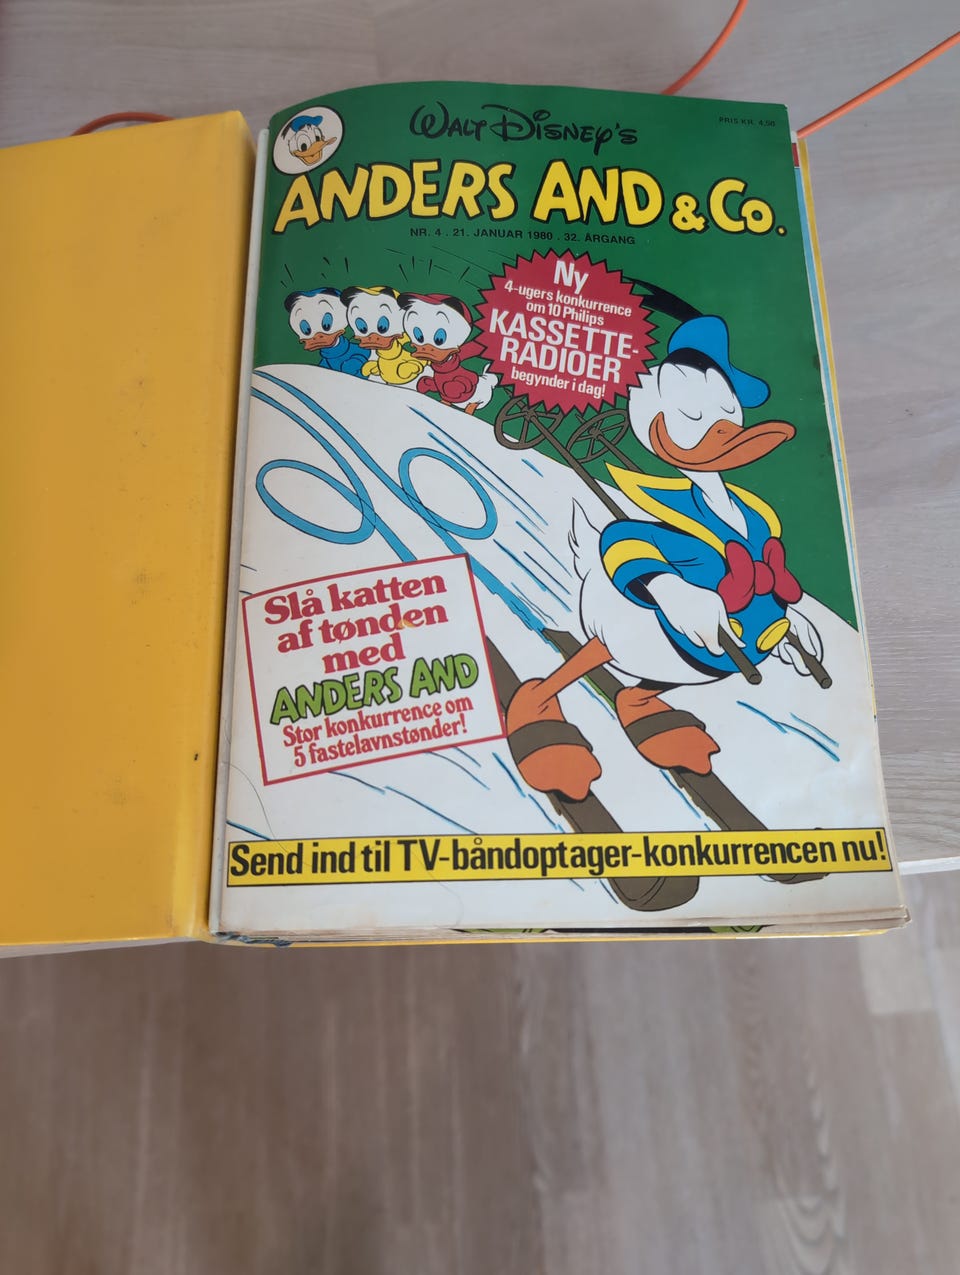 WALT DISNEY'S
PRIS KR. 4,50
ANDERS AND & CO.
NR. 4 . 21. JANUAR 1980 . 32. ÅRGANG
Ny
4-ugers konkurrence
om 10 Philips
KASSETTE-
RADIOER
begynder i dag!
Slå katten
af tønden
med
ANDERS AND
Stor konkurrence om
5 fastelavnstønder!
Send ind til TV-båndoptager-konkurrencen nu!